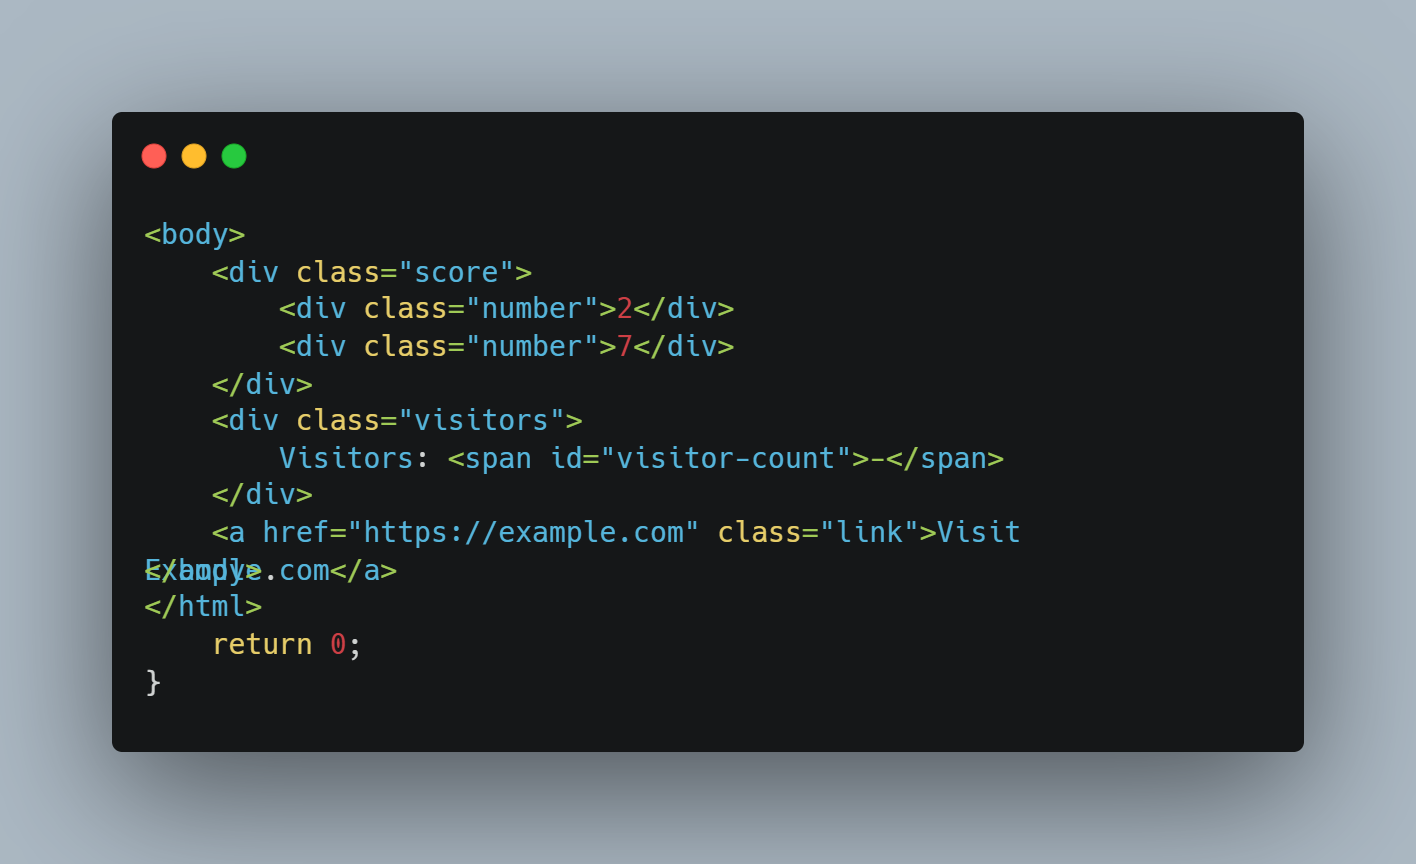 <body>
    <div class="score">
        <div class="number">2</div>
        <div class="number">7</div>
    </div>
    <div class="visitors">
        Visitors: <span id="visitor-count">-</span>
    </div>
    <a href="https://example.com" class="link">Visit
Example.com</a>
</body>
</html>
    return 0;
}